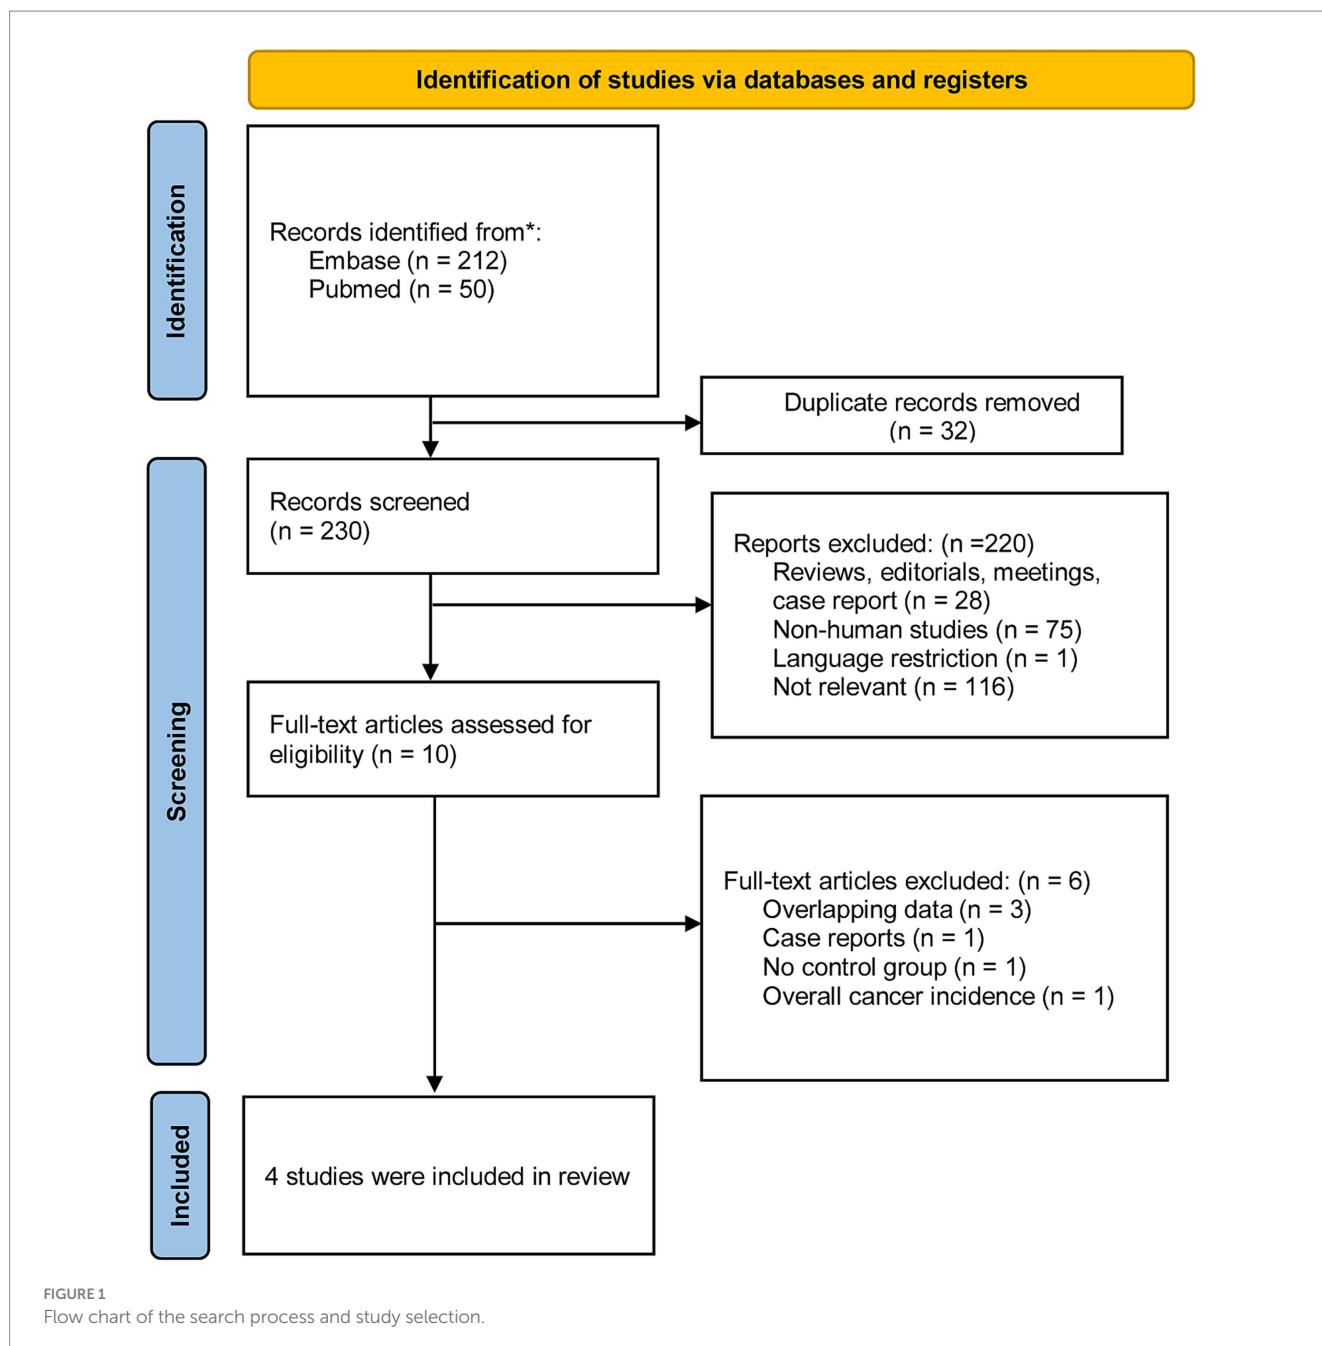 Identification of studies via databases and registers
Identification
Records identified from*:
Embase (n = 212)
Pubmed (n = 50)
Duplicate records removed
(n = 32)
Screening
Records screened
(n = 230)
Reports excluded: (n =220)
Reviews, editorials, meetings,
case report (n = 28)
Non-human studies (n = 75)
Language restriction (n = 1)
Not relevant (n = 116)
Full-text articles assessed for
eligibility (n = 10)
Full-text articles excluded: (n = 6)
Overlapping data (n = 3)
Case reports (n = 1)
No control group (n = 1)
Overall cancer incidence (n = 1)
Included
4 studies were included in review
FIGURE 1
Flow chart of the search process and study selection.